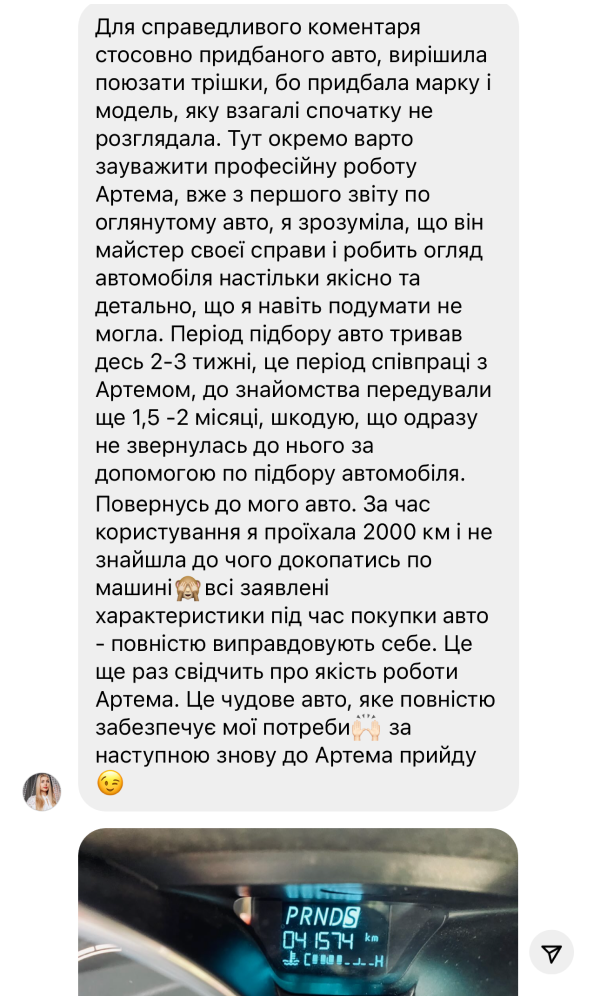 Для справедливого коментаря
стосовно придбаного авто, вирішила
поюзати трішки, бо придбала марку і
модель, яку взагалі спочатку не
розглядала. Тут окремо варто
зауважити професійну роботу
Артема, вже з першого звіту по
оглянутому авто, я зрозуміла, що він
майстер своєї справи і робить огляд
автомобіля настільки якісно та
детально, що я навіть подумати не
могла. Період підбору авто тривав
десь 2-3 тижні, це період співпраці з
Артемом, до знайомства передували
ще 1,5 -2 місяці, шкодую, що одразу
не звернулась до нього за
допомогою по підбору автомобіля.
Повернусь до мого авто. За час
користування я проїхала 2000 км і не
знайшла до чого докопатись по
машині🙈всі заявлені
характеристики під час покупки авто
- повністю виправдовують себе. Це
ще раз свідчить про якість роботи
Артема. Це чудове авто, яке повністю
забезпечує мої потреби🙌🏻 за
наступною знову до Артема прийду
😉
PRNDS
041574 km
C H